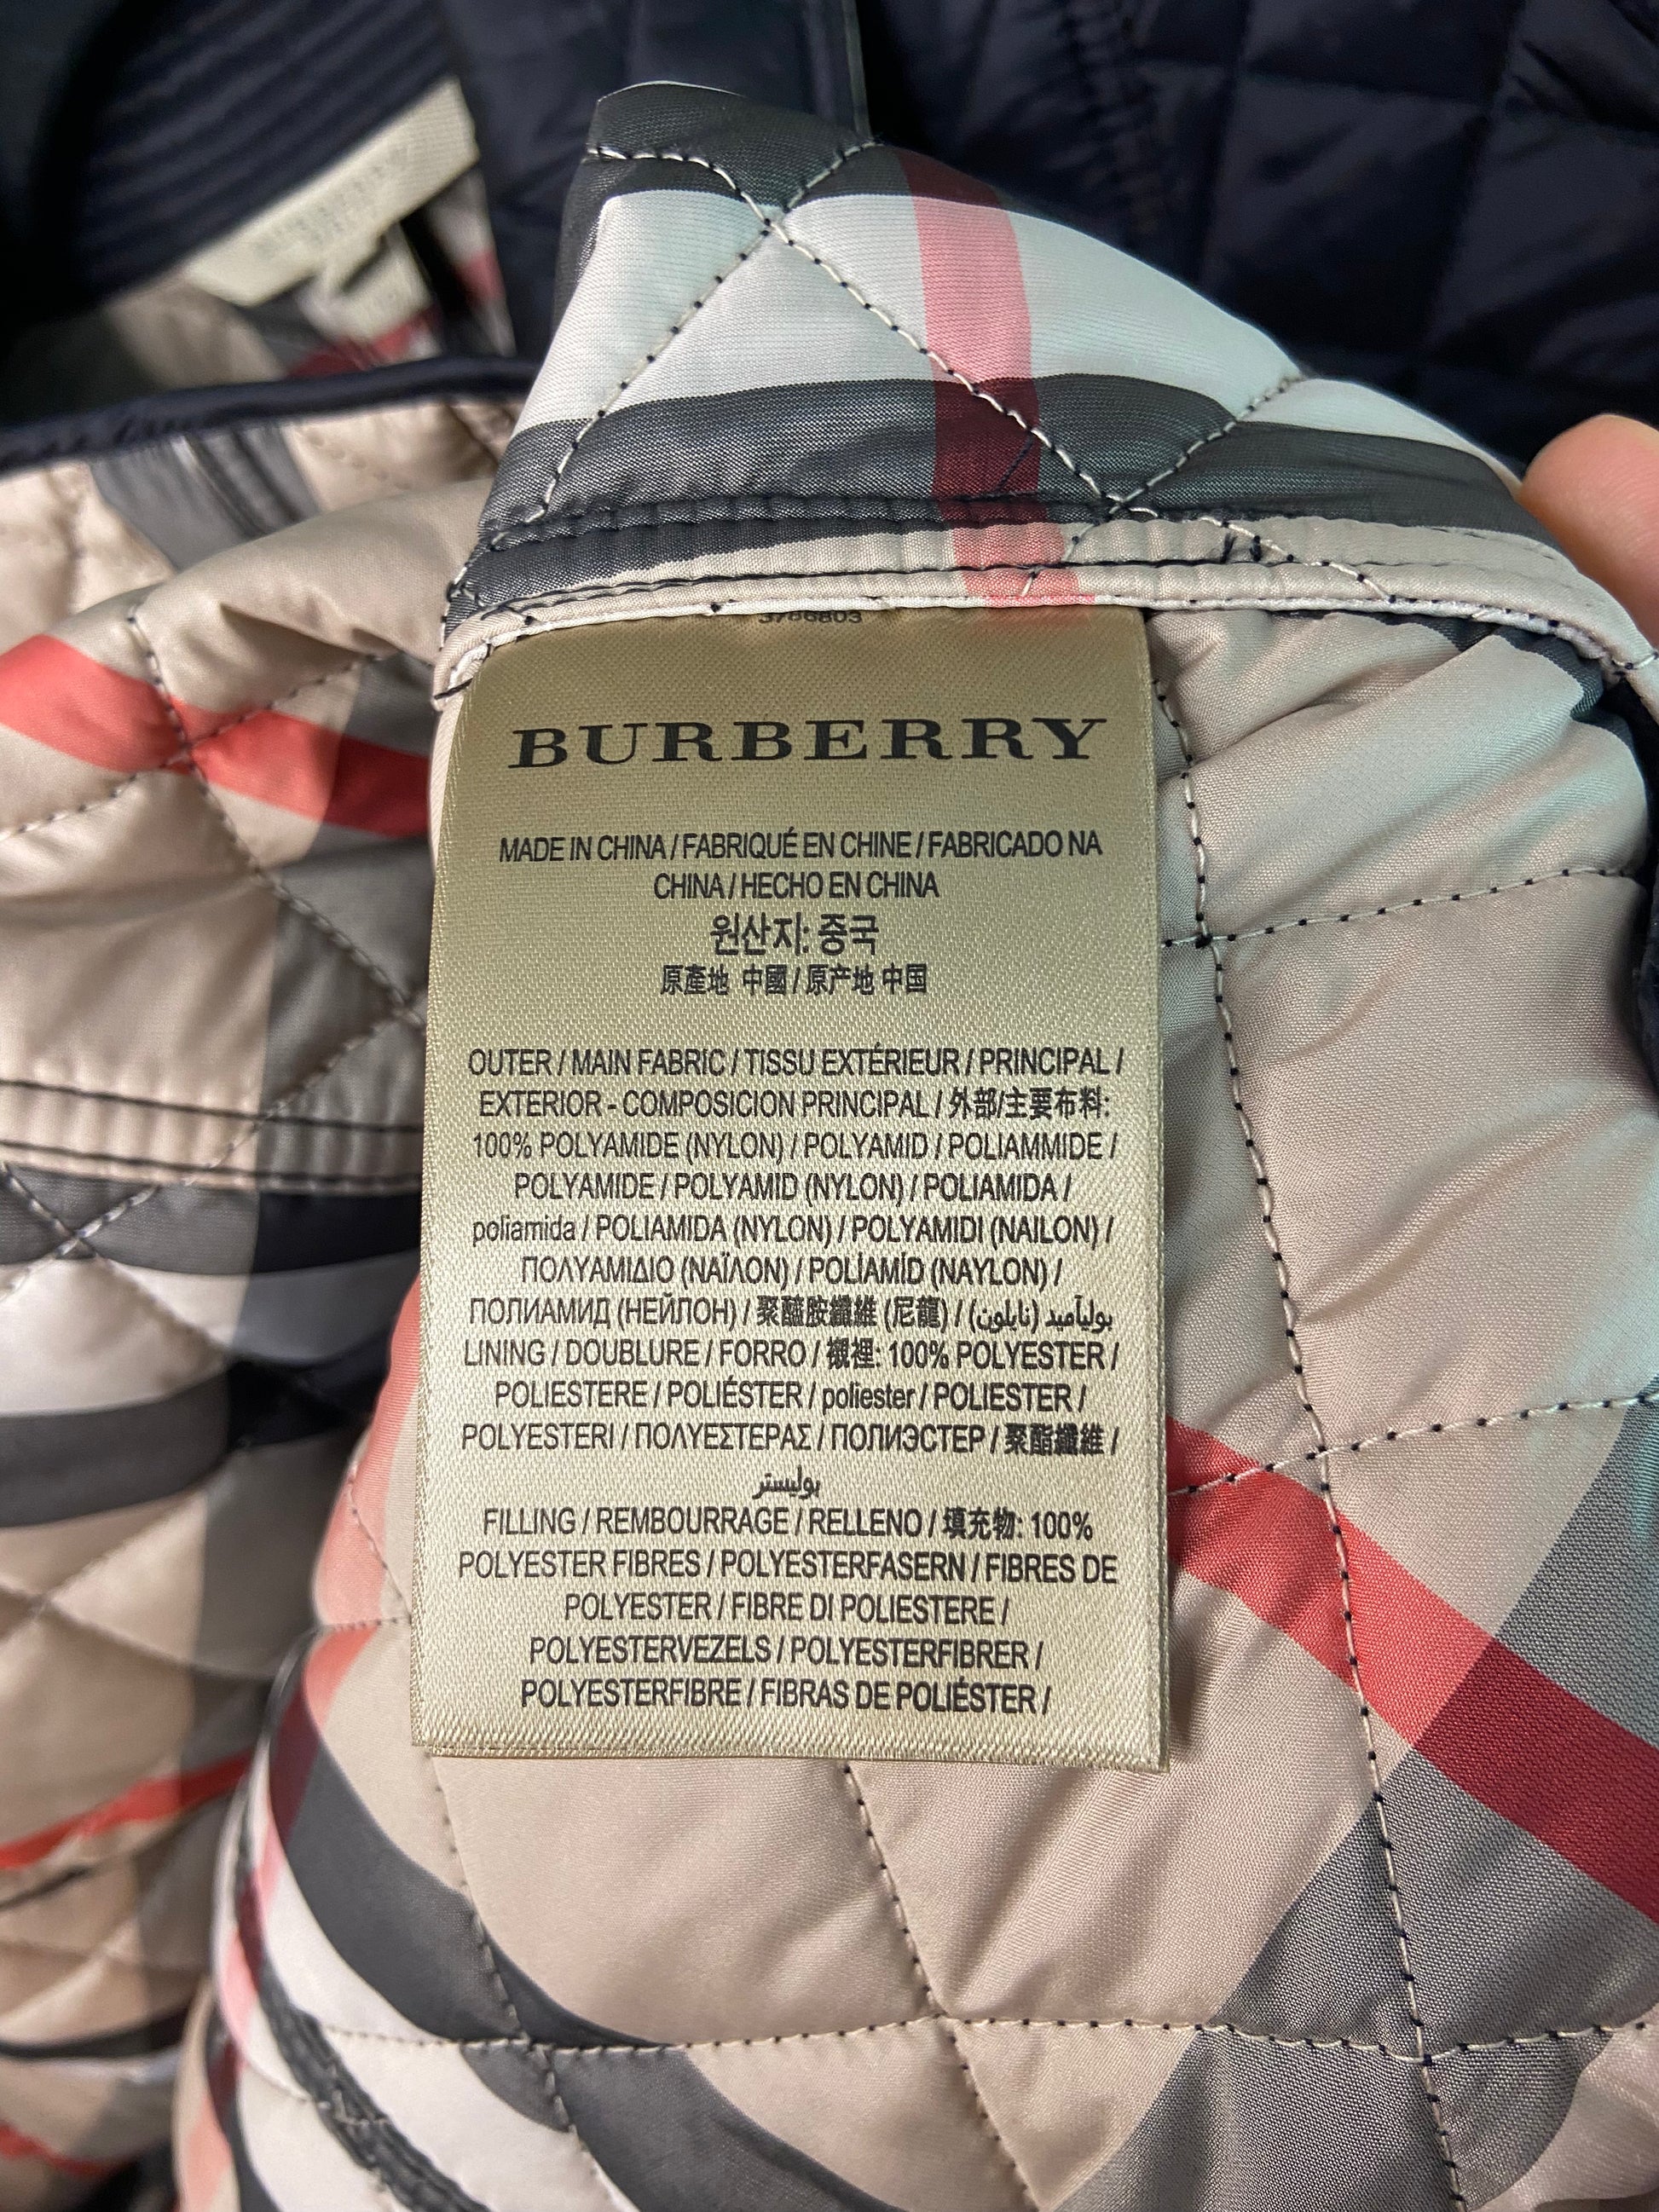 3786803
BURBERRY
MADE IN CHINA / FABRIQUÉ EN CHINE / FABRICADO NA
CHINA / HECHO EN CHINA
원산지: 중국
原產地 中國 / 原产地 中国
OUTER / MAIN FABRIC / TISSU EXTÉRIEUR / PRINCIPAL /
EXTERIOR - COMPOSICION PRINCIPAL / 外部/主要布料:
100% POLYAMIDE (NYLON) / POLYAMID / POLIAMMIDE /
POLYAMIDE / POLYAMID (NYLON) / POLIAMIDA /
poliamida / POLIAMIDA (NYLON) / POLYAMIDI (NAILON) /
ΠΟΛΥΑΜΙΔΙΟ (ΝΑΪΛΟΝ) / POLİAMİD (NAYLON) /
ПОЛИАМИД (НЕЙЛОН) / 聚醯胺纖維 (尼龍) / بوليآميد (نايلون)
LINING / DOUBLURE / FORRO / 襯裡: 100% POLYESTER /
POLIESTERE / POLIÉSTER / poliester / POLIESTER /
POLYESTERI / ΠΟΛΥΕΣΤΕΡΑΣ / ПОЛИЭСТЕР / 聚酯纖維 /
بوليستر
FILLING / REMBOURRAGE / RELLENO / 填充物: 100%
POLYESTER FIBRES / POLYESTERFASERN / FIBRES DE
POLYESTER / FIBRE DI POLIESTERE /
POLYESTERVEZELS / POLYESTERFIBRER /
POLYESTERFIBRE / FIBRAS DE POLIÉSTER /